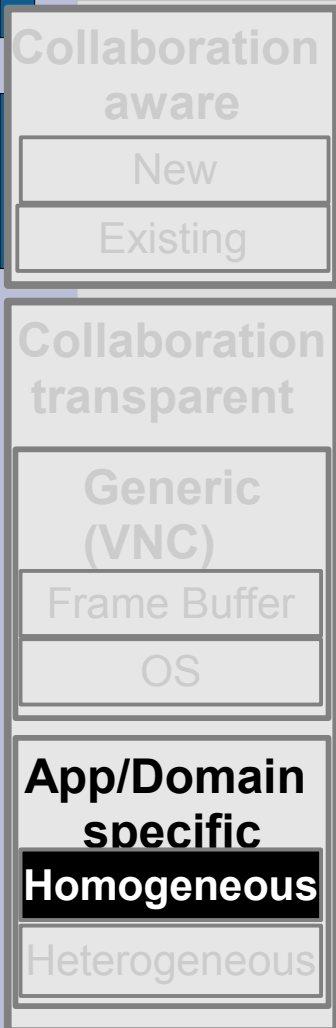 Collaboration
aware
New
Existing
Collaboration
transparent
Generic
(VNC)
Frame Buffer
OS
App/Domain
specific
Homogeneous
Heterogeneous